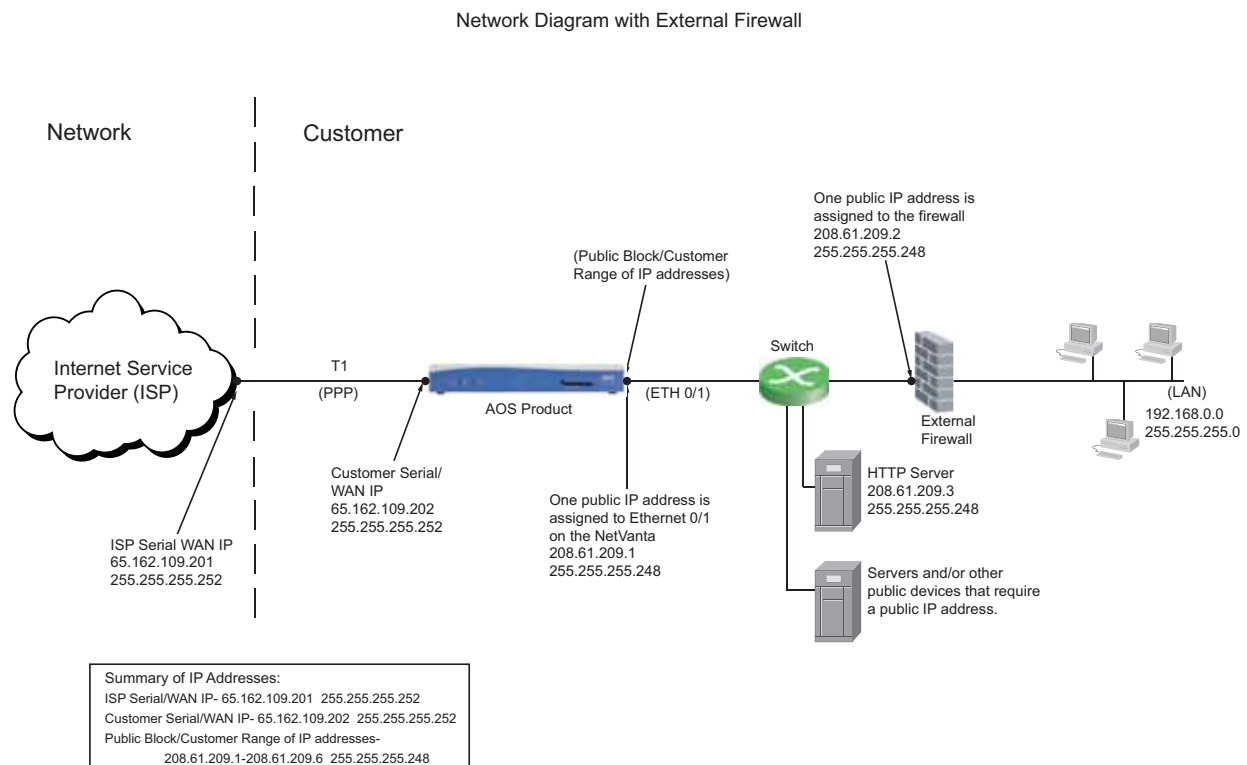 Network Diagram with External Firewall
Network
Customer
One public IP address is
assigned to the firewall
208.61.209.2
255.255.255.248
(Public Block/Customer
Range of IP addresses)
Internet Service
Provider (ISP)
T1
(PPP)
AOS Product
(ETH 0/1)
Switch
External
Firewall
(LAN)
192.168.0.0
255.255.255.0
Customer Serial/
WAN IP
65.162.109.202
255.255.255.252
One public IP address is
assigned to Ethernet 0/1
on the NetVanta
208.61.209.1
255.255.255.248
HTTP Server
208.61.209.3
255.255.255.248
ISP Serial WAN IP
65.162.109.201
255.255.255.252
Servers and/or other
public devices that require
a public IP address.
Summary of IP Addresses:
ISP Serial/WAN IP- 65.162.109.201 255.255.255.252
Customer Serial/WAN IP- 65.162.109.202 255.255.255.252
Public Block/Customer Range of IP addresses-
208.61.209.1-208.61.209.6 255.255.255.248